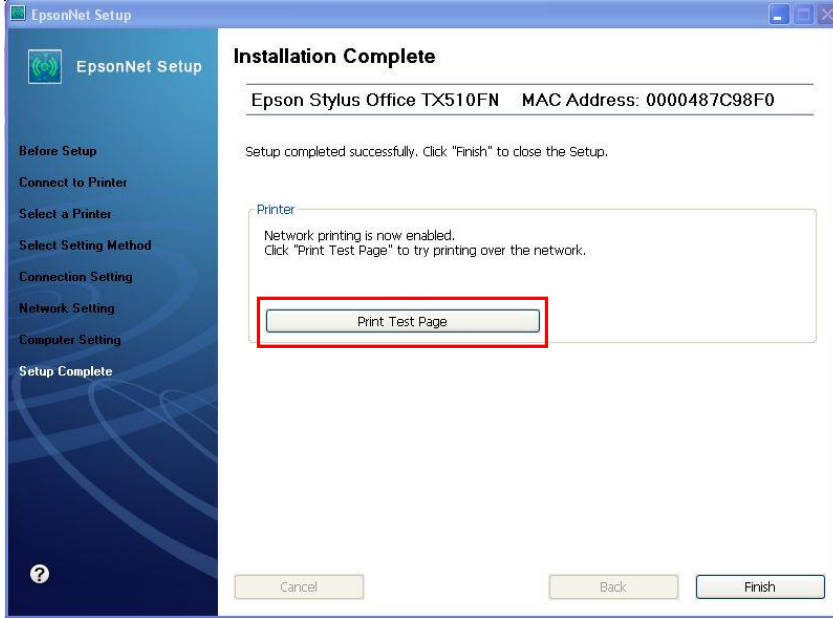 EpsonNet Setup
EpsonNet Setup
Before Setup
Connect to Printer
Select a Printer
Select Setting Method
Connection Setting
Network Setting
Computer Setting
Setup Complete
?
Installation Complete
Epson Stylus Office TX510FN MAC Address: 0000487C98F0
Setup completed successfully. Click "Finish" to close the Setup.
Printer
Network printing is now enabled.
Click "Print Test Page" to try printing over the network.
Print Test Page
Cancel Back Finish